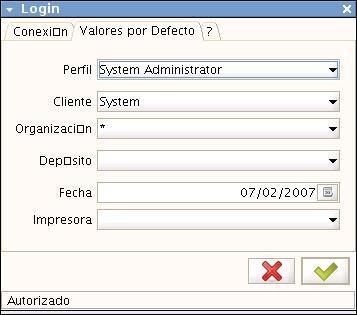 Login
Conexi□n Valores por Defecto ?
Perfil System Administrator
Cliente System
Organizaci□n *
Dep□sito
Fecha 07/02/2007
Impresora
Autorizado